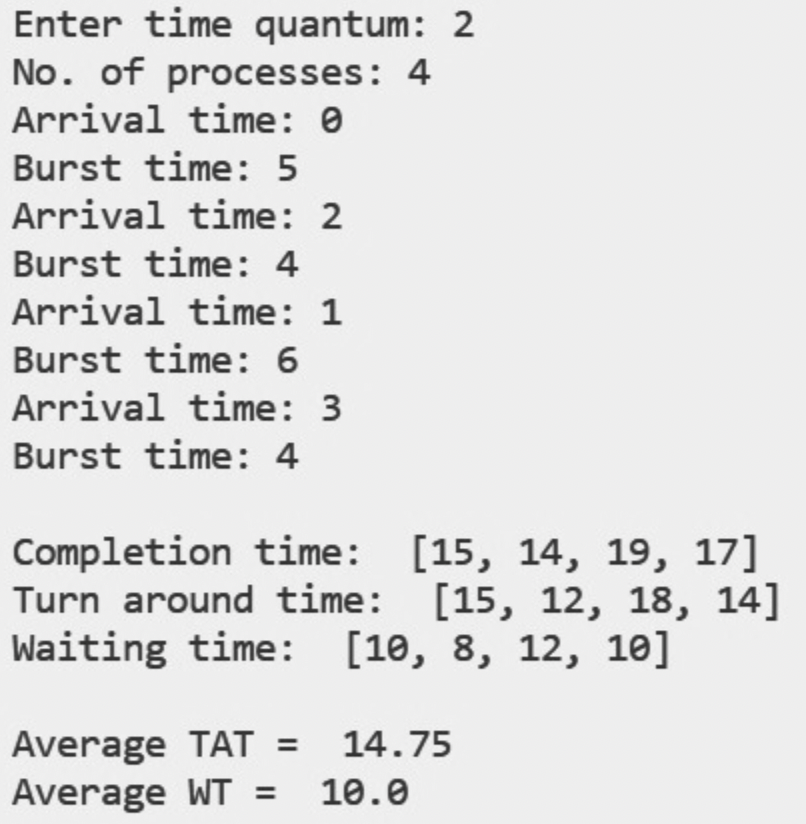 Enter time quantum: 2
No. of processes: 4
Arrival time: 0
Burst time: 5
Arrival time: 2
Burst time: 4
Arrival time: 1
Burst time: 6
Arrival time: 3
Burst time: 4

Completion time:  [15, 14, 19, 17]
Turn around time:  [15, 12, 18, 14]
Waiting time:  [10, 8, 12, 10]

Average TAT =  14.75
Average WT =  10.0